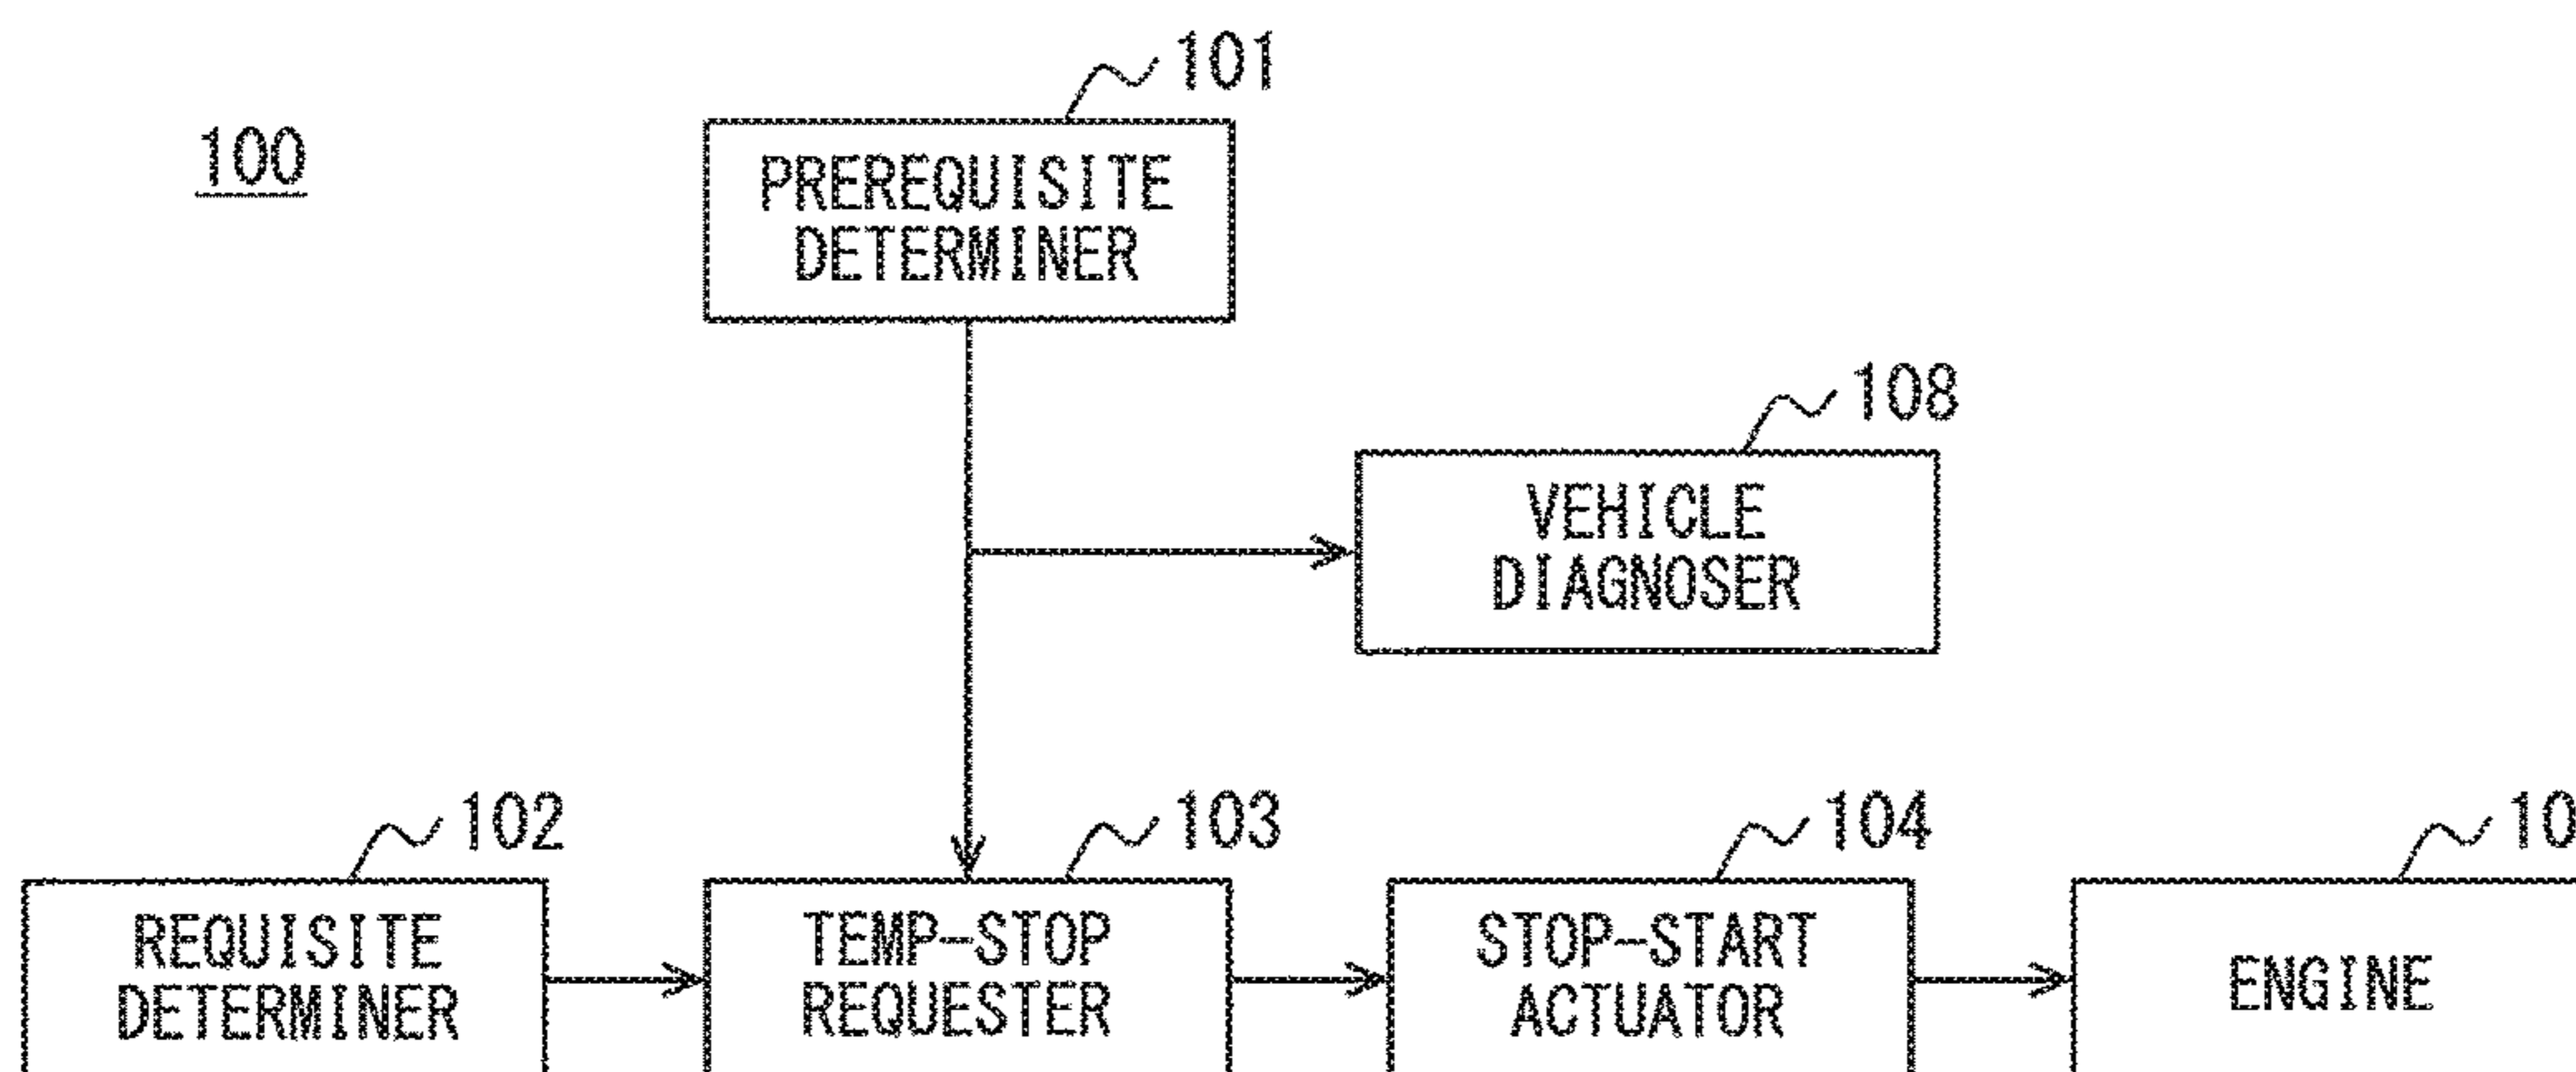 100
101
PREREQUISITE
DETERMINER
108
VEHICLE
DIAGNOSER
102
REQUISITE
DETERMINER
103
TEMP-STOP
REQUESTER
104
STOP-START
ACTUATOR
ENGINE